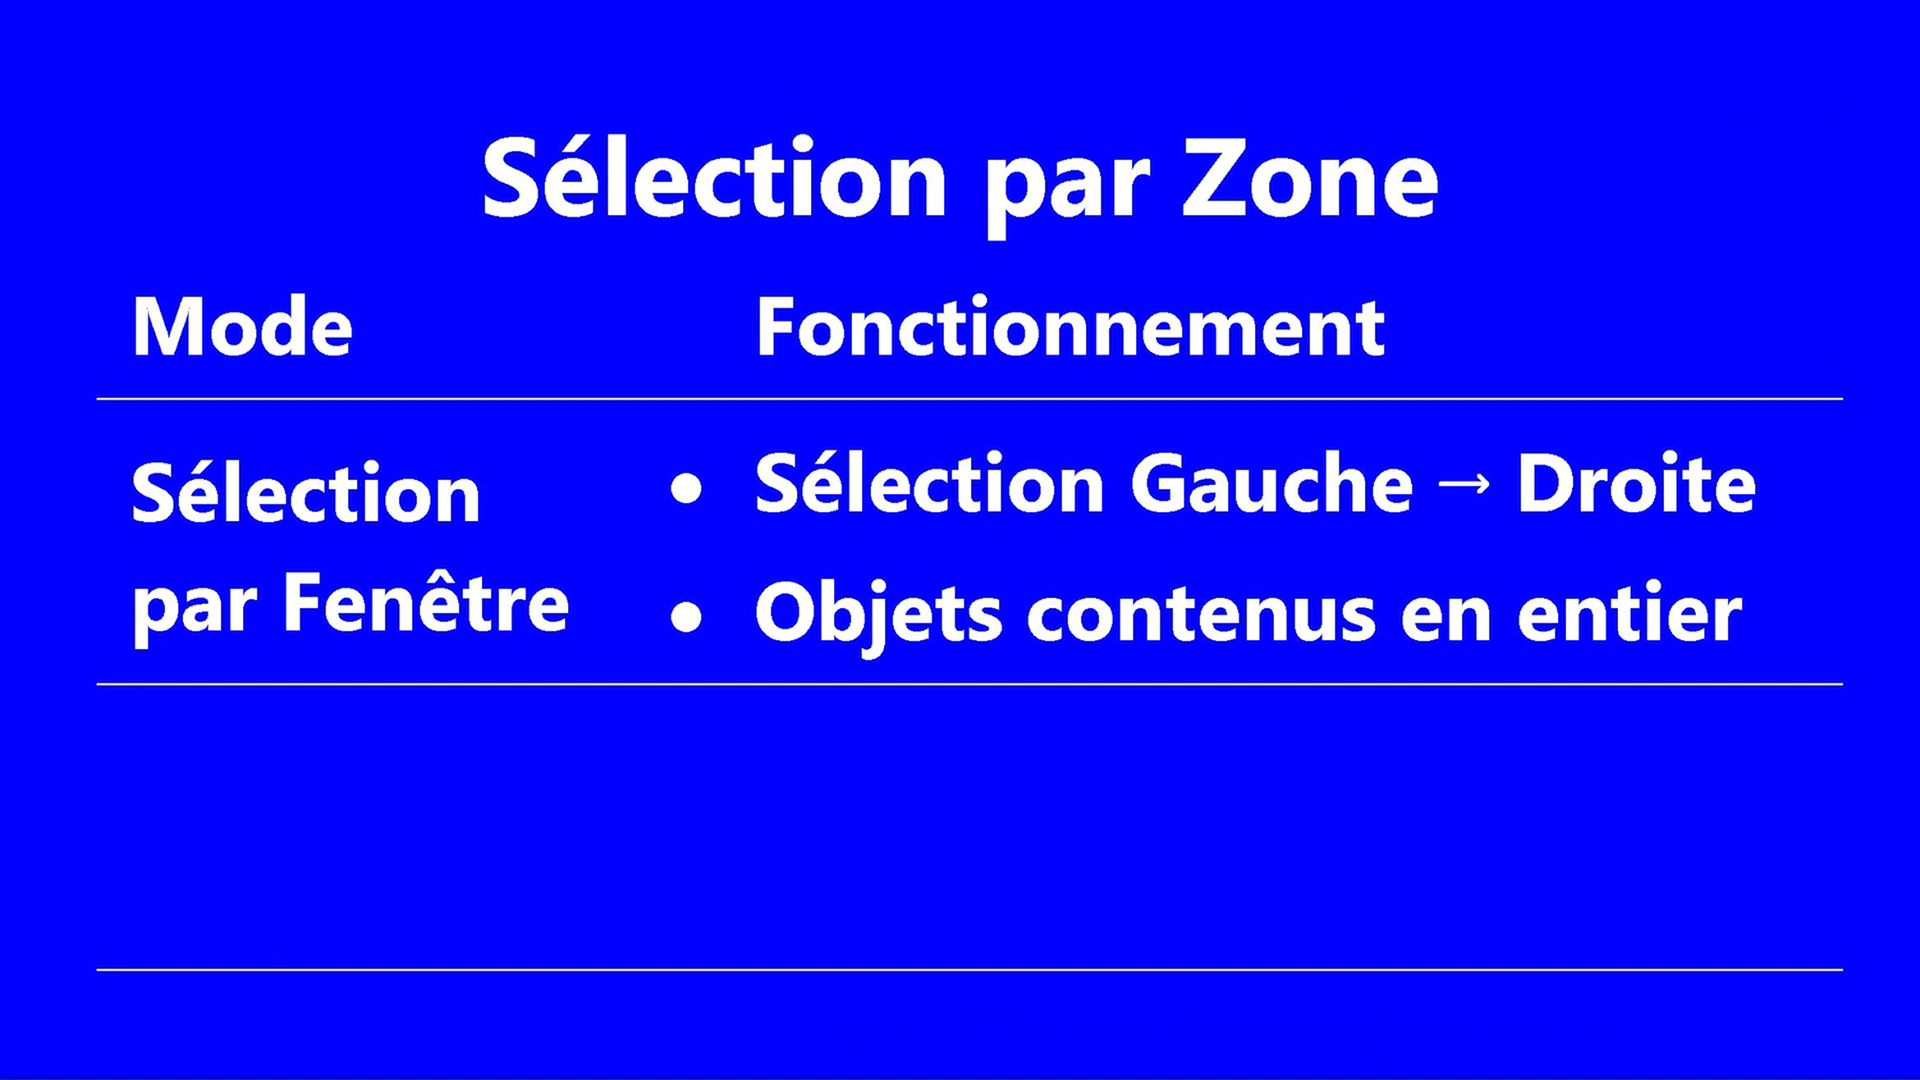 Sélection par Zone
Mode Fonctionnement
Sélection
par Fenêtre
• Sélection Gauche → Droite
• Objets contenus en entier